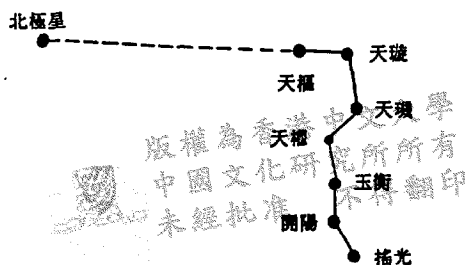 北極星
天璇
天樞
天璣
天權
玉衡
開陽
搖光
版權為香港中文大學
中國文化研究所所有
未經批准 不得翻印